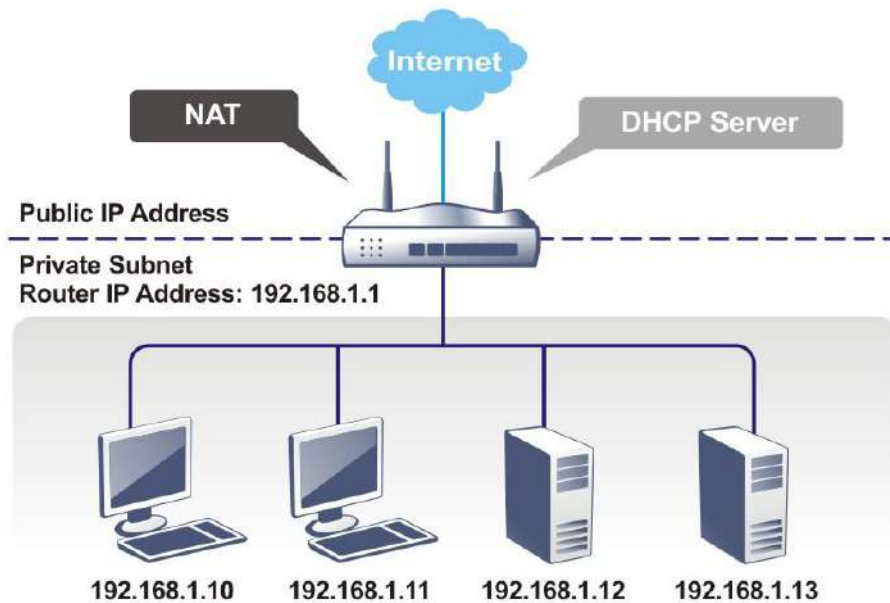 Internet
NAT
DHCP Server
Public IP Address
Private Subnet
Router IP Address: 192.168.1.1
192.168.1.10
192.168.1.11
192.168.1.12
192.168.1.13